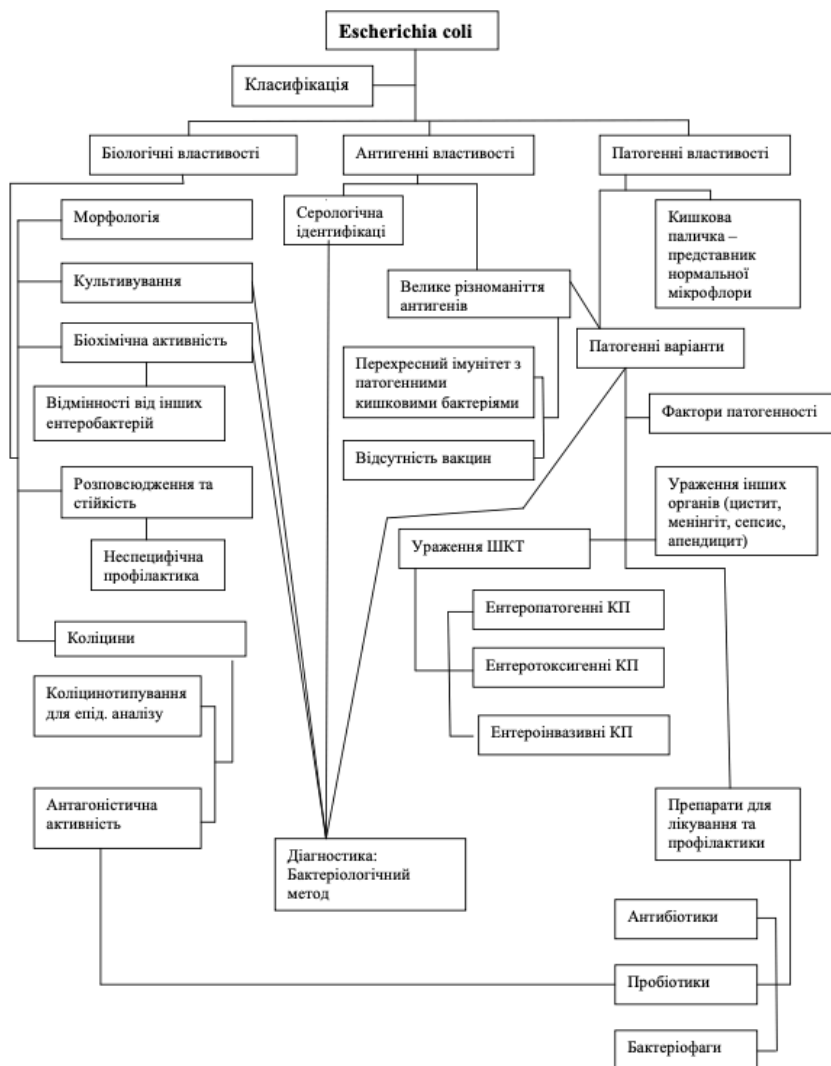 Escherichia coli
Класифікація
Біологічні властивості
Антигенні властивості
Патогенні властивості
Морфологія
Серологічна
ідентифікаці
Кишкова
паличка –
представник
нормальної
мікрофлори
Культивування
Велике різноманіття
антигенів
Біохімічна активність
Патогенні варіанти
Відмінності від інших
ентеробактерій
Перехресний імунітет з
патогенними
кишковими бактеріями
Фактори патогенності
Відсутність вакцин
Розповсюдження та
стійкість
Ураження інших
органів (цистит,
менінгіт, сепсис,
апендицит)
Неспецифічна
профілактика
Ураження ШКТ
Ентеропатогенні КП
Коліцини
Ентеротоксигенні КП
Коліцинотипування
для епід. аналізу
Ентероінвазивні КП
Антагоністична
активність
Препарати для
лікування та
профілактики
Діагностика:
Бактеріологічний
метод
Антибіотики
Пробіотики
Бактеріофаги